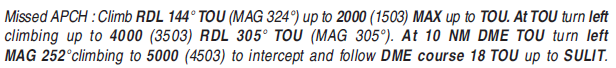 Missed APCH : Climb RDL 144° TOU (MAG 324°) up to 2000 (1503) MAX up to TOU. At TOU turn left
climbing up to 4000 (3503) RDL 305° TOU (MAG 305°). At 10 NM DME TOU turn left
MAG 252°climbing to 5000 (4503) to intercept and follow DME course 18 TOU up to SULIT.